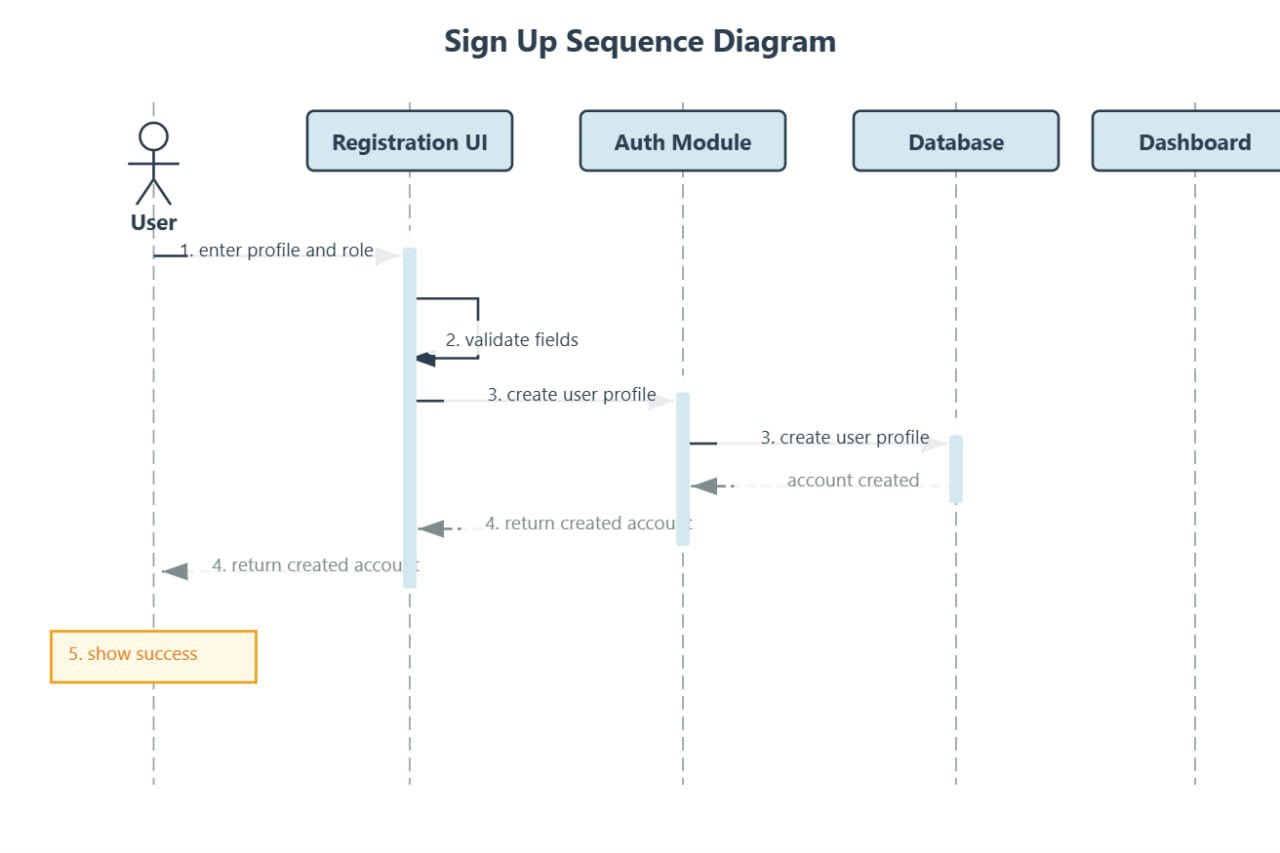 Sign Up Sequence Diagram
Registration UI
Auth Module
Database
Dashboard
User
1. enter profile and role
2. validate fields
3. create user profile
3. create user profile
account created
4. return created account
4. return created account
5. show success